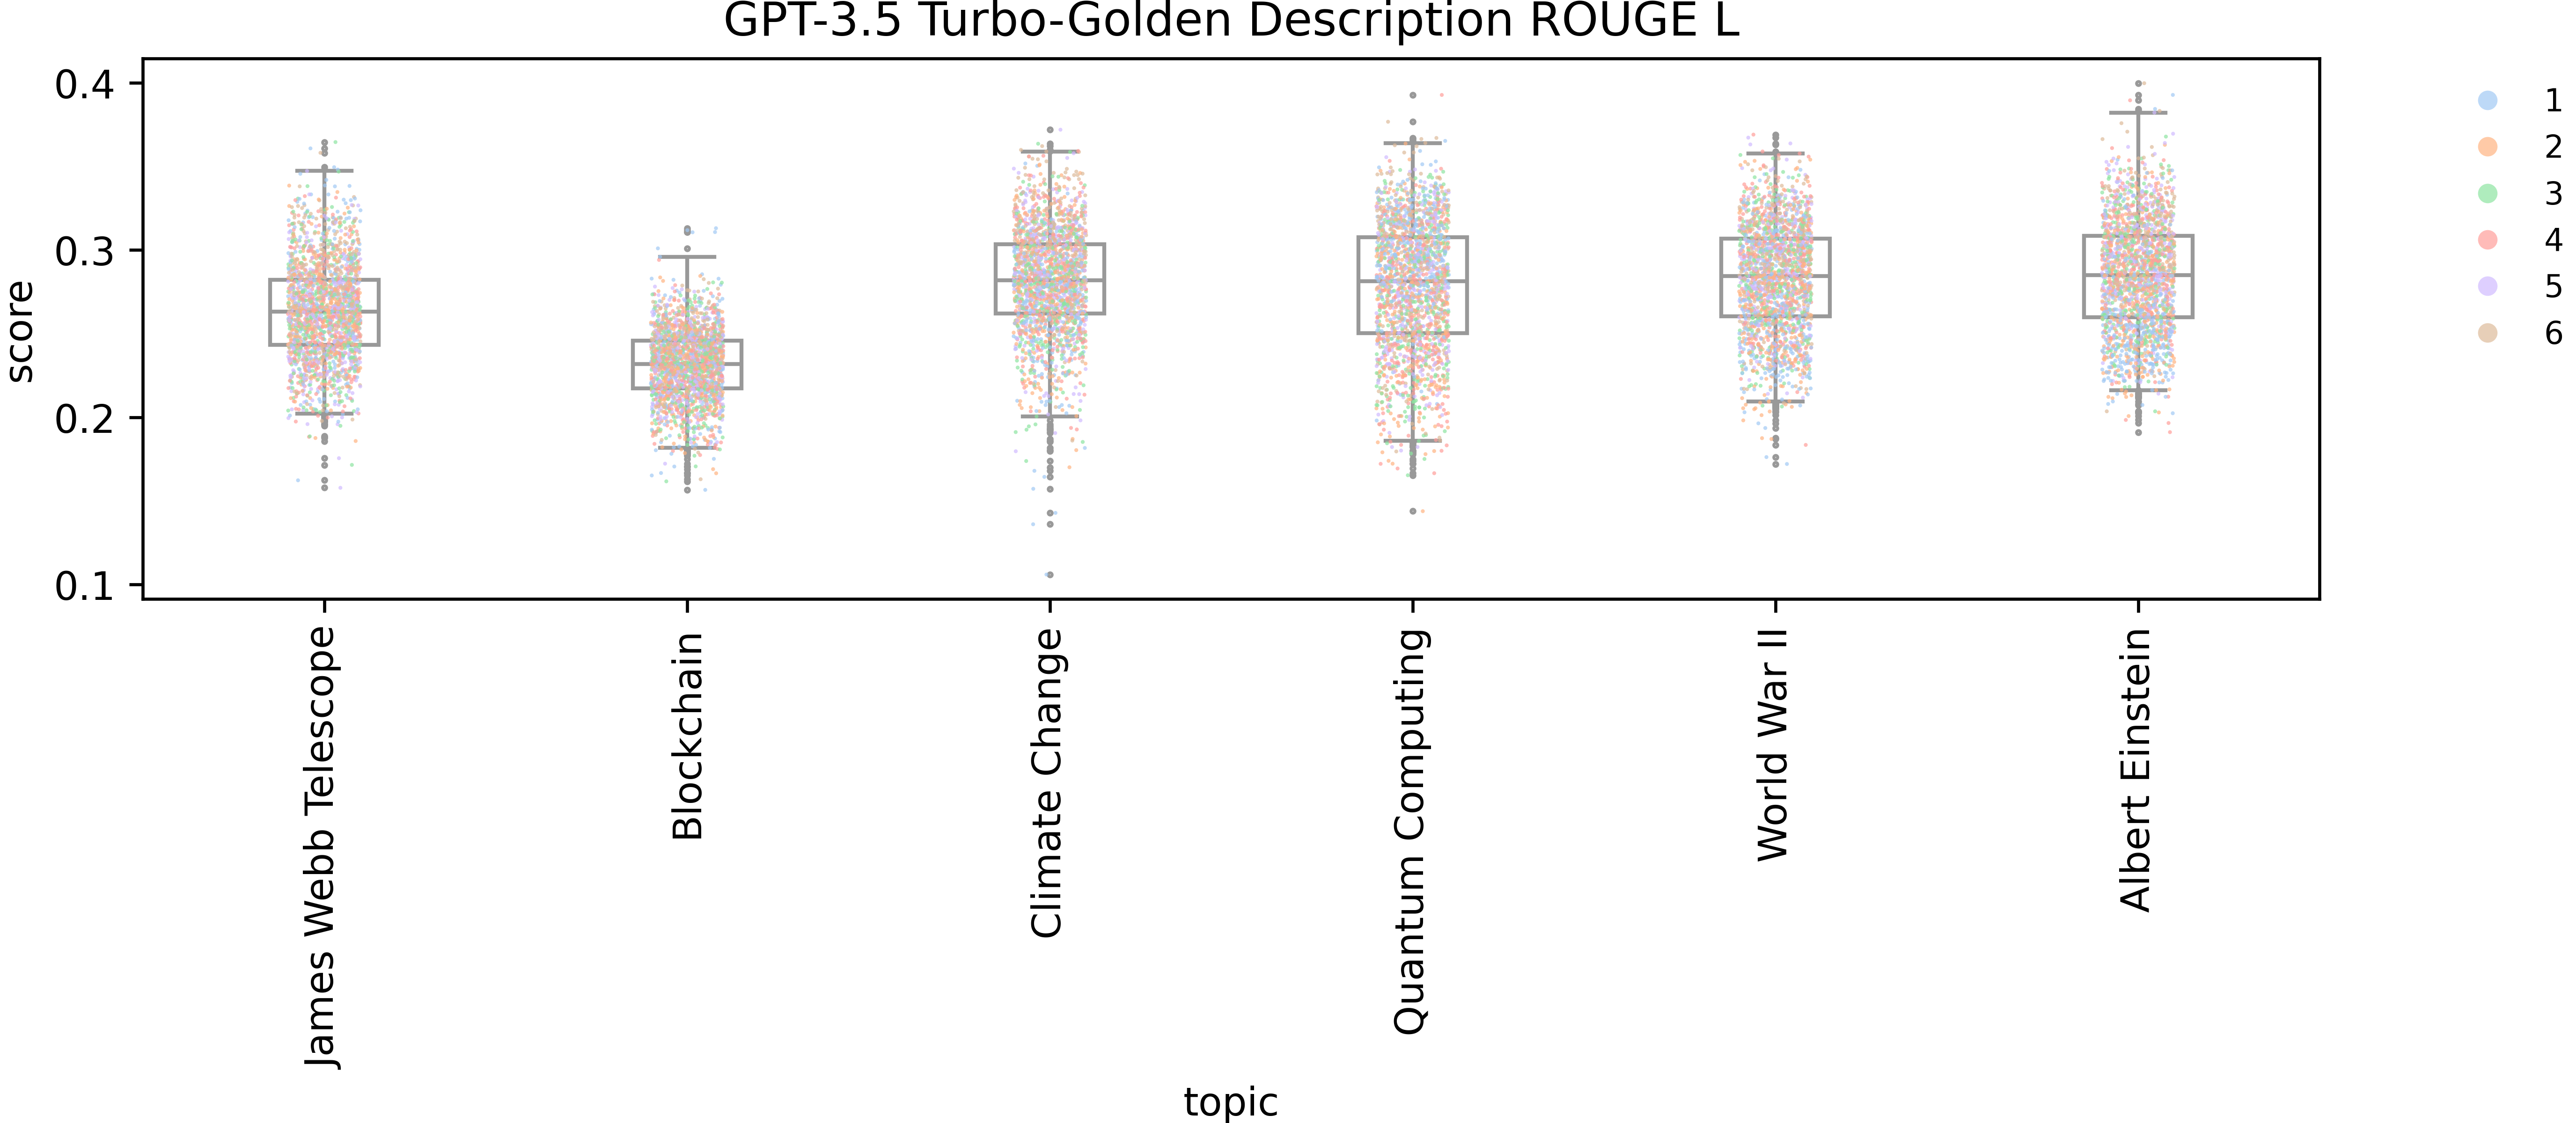 GPT-3.5 Turbo-Golden Description ROUGE L
score
0.4
0.3
0.2
0.1
James Webb Telescope
Blockchain
Climate Change
Quantum Computing
World War II
Albert Einstein
topic
1
2
3
4
5
6